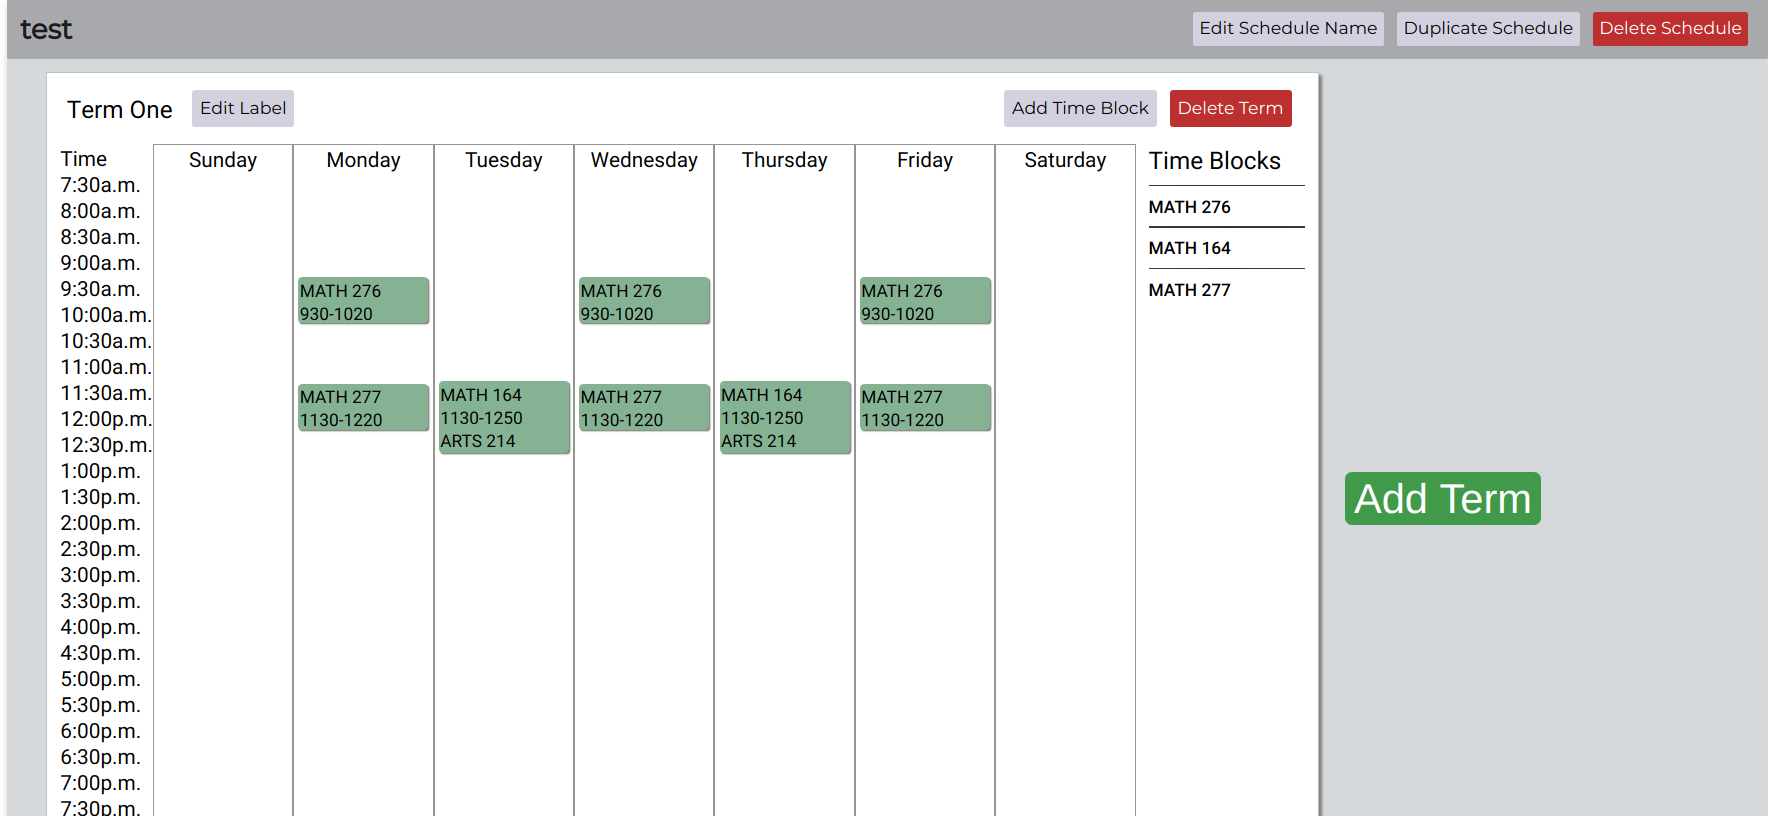 test
Edit Schedule Name
Duplicate Schedule
Delete Schedule
Term One
Edit Label
Add Time Block
Delete Term
Time
Sunday
Monday
Tuesday
Wednesday
Thursday
Friday
Saturday
7:30a.m.
8:00a.m.
8:30a.m.
9:00a.m.
9:30a.m.
10:00a.m.
10:30a.m.
11:00a.m.
11:30a.m.
12:00p.m.
12:30p.m.
1:00p.m.
1:30p.m.
2:00p.m.
2:30p.m.
3:00p.m.
3:30p.m.
4:00p.m.
4:30p.m.
5:00p.m.
5:30p.m.
6:00p.m.
6:30p.m.
7:00p.m.
7:30p.m.
MATH 276
930-1020
MATH 277
1130-1220
MATH 164
1130-1250
ARTS 214
MATH 276
930-1020
MATH 277
1130-1220
MATH 164
1130-1250
ARTS 214
MATH 276
930-1020
MATH 277
1130-1220
Time Blocks
MATH 276
MATH 164
MATH 277
Add Term